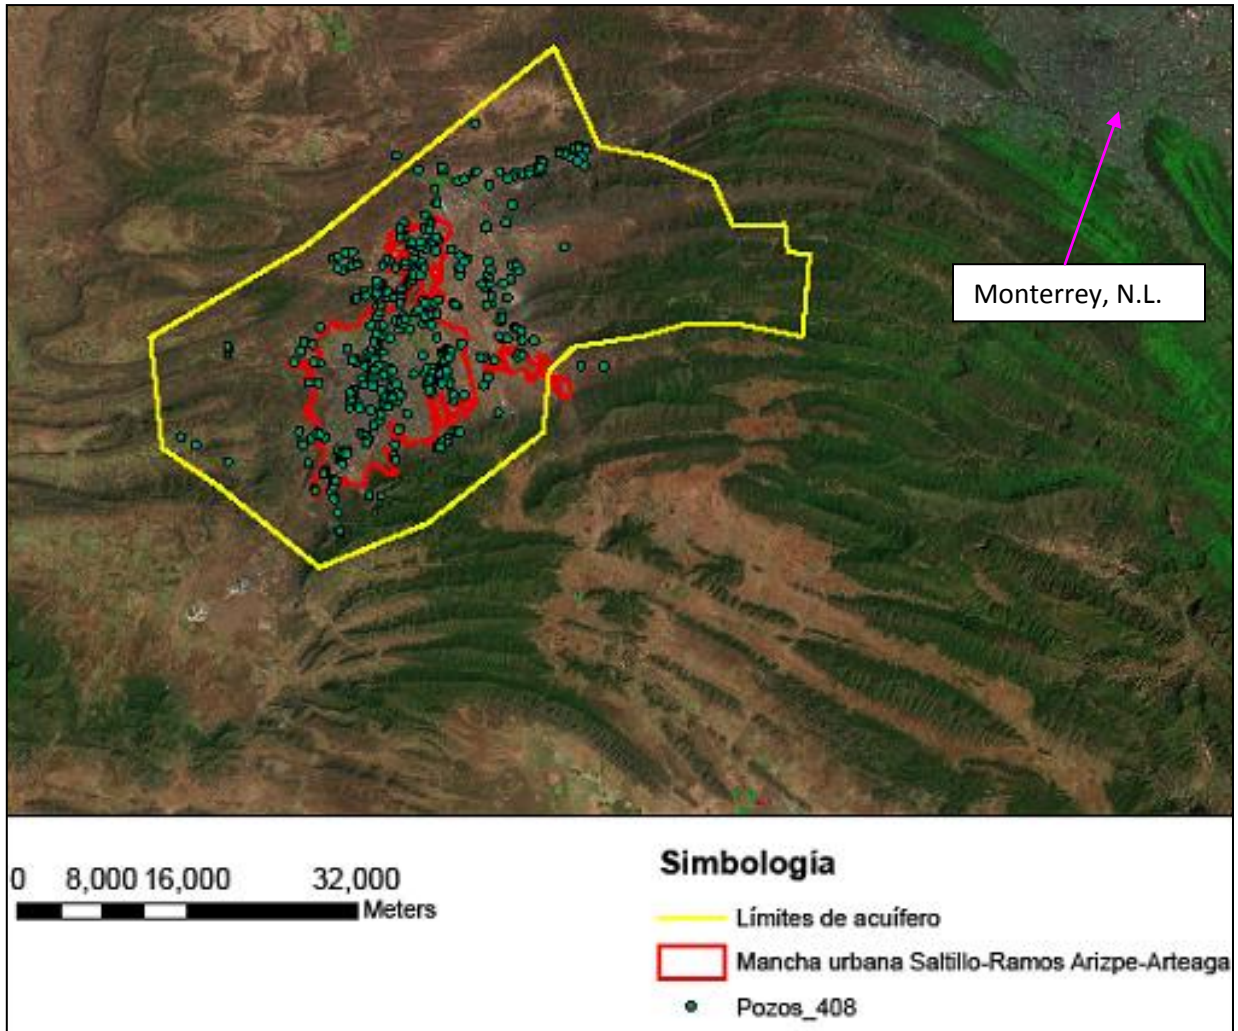 Monterrey, N.L.
0 8,000 16,000 32,000
Meters
Simbología
Límites de acuífero
Mancha urbana Saltillo-Ramos Arizpe-Arteaga
Pozos_408